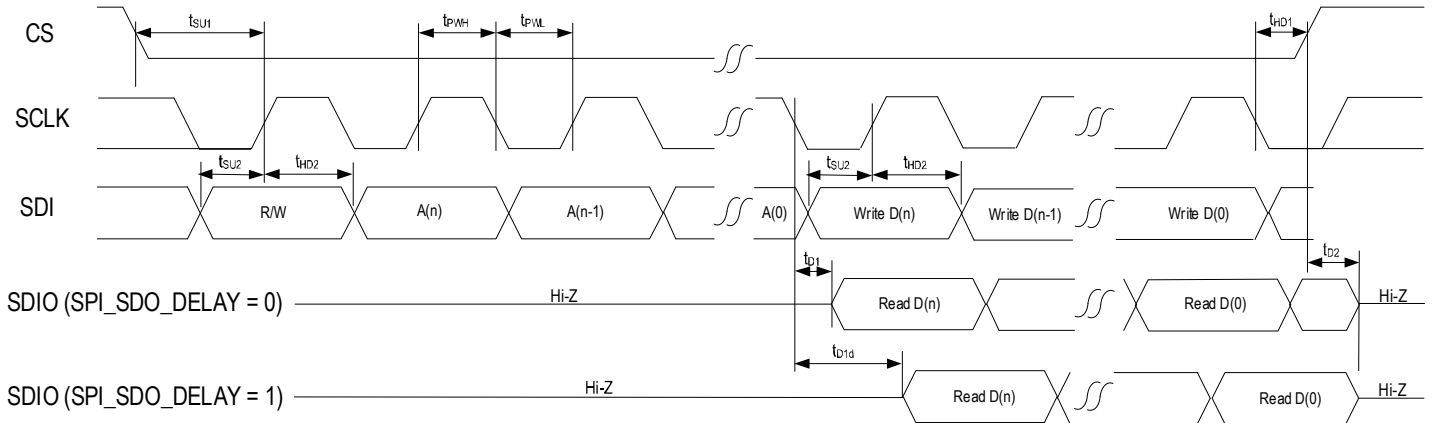 CS tSU1 tPWH tPWL tHD1
SCLK
tSU2 tHD2 tSU2 tHD2
SDI R/W A(n) A(n-1) A(0) Write D(n) Write D(n-1) Write D(0)
tD1 tD2
SDIO (SPI_SDO_DELAY = 0) Hi-Z Read D(n) Read D(0) Hi-Z
tD1d
SDIO (SPI_SDO_DELAY = 1) Hi-Z Read D(n) Read D(0) Hi-Z